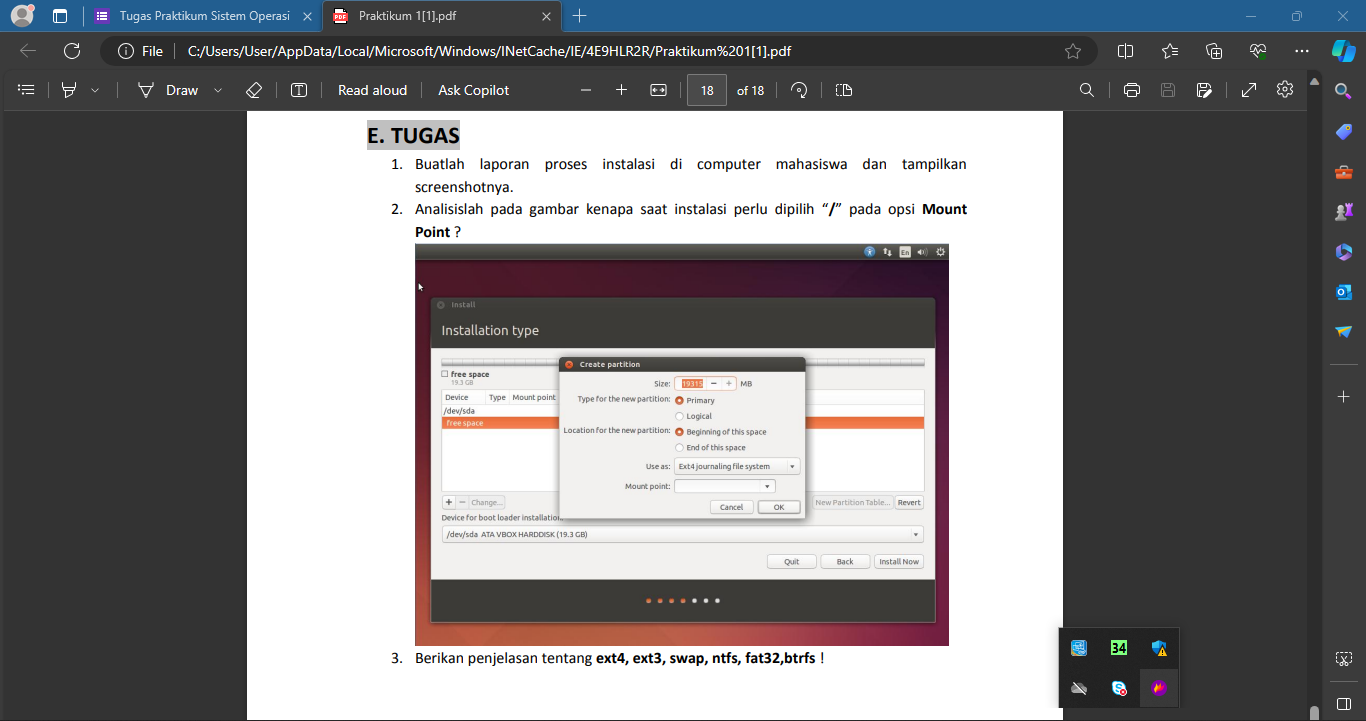 Tugas Praktikum Sistem Operasi
Praktikum 1[1].pdf
File
C:/Users/User/AppData/Local/Microsoft/Windows/INetCache/IE/4E9HLR2R/Praktikum%201[1].pdf
Draw
Read aloud
Ask Copilot
18
of 18
E. TUGAS
1. Buatlah laporan proses instalasi di computer mahasiswa dan tampilkan
screenshotnya.
2. Analisislah pada gambar kenapa saat instalasi perlu dipilih “/” pada opsi Mount
Point ?
En
Install
Installation type
free space
19.3 GB
Device Type Mount point
/dev/sda
free space
Create partition
Size: 19315 - + MB
Type for the new partition: Primary
Logical
Location for the new partition: Beginning of this space
End of this space
Use as: Ext4 journaling file system
Mount point:
Cancel OK
+ - Change... New Partition Table... Revert
Device for boot loader installation
/dev/sda ATA VBOX HARDDISK (19.3 GB)
Quit Back Install Now
3. Berikan penjelasan tentang ext4, ext3, swap, ntfs, fat32,btrfs !
34